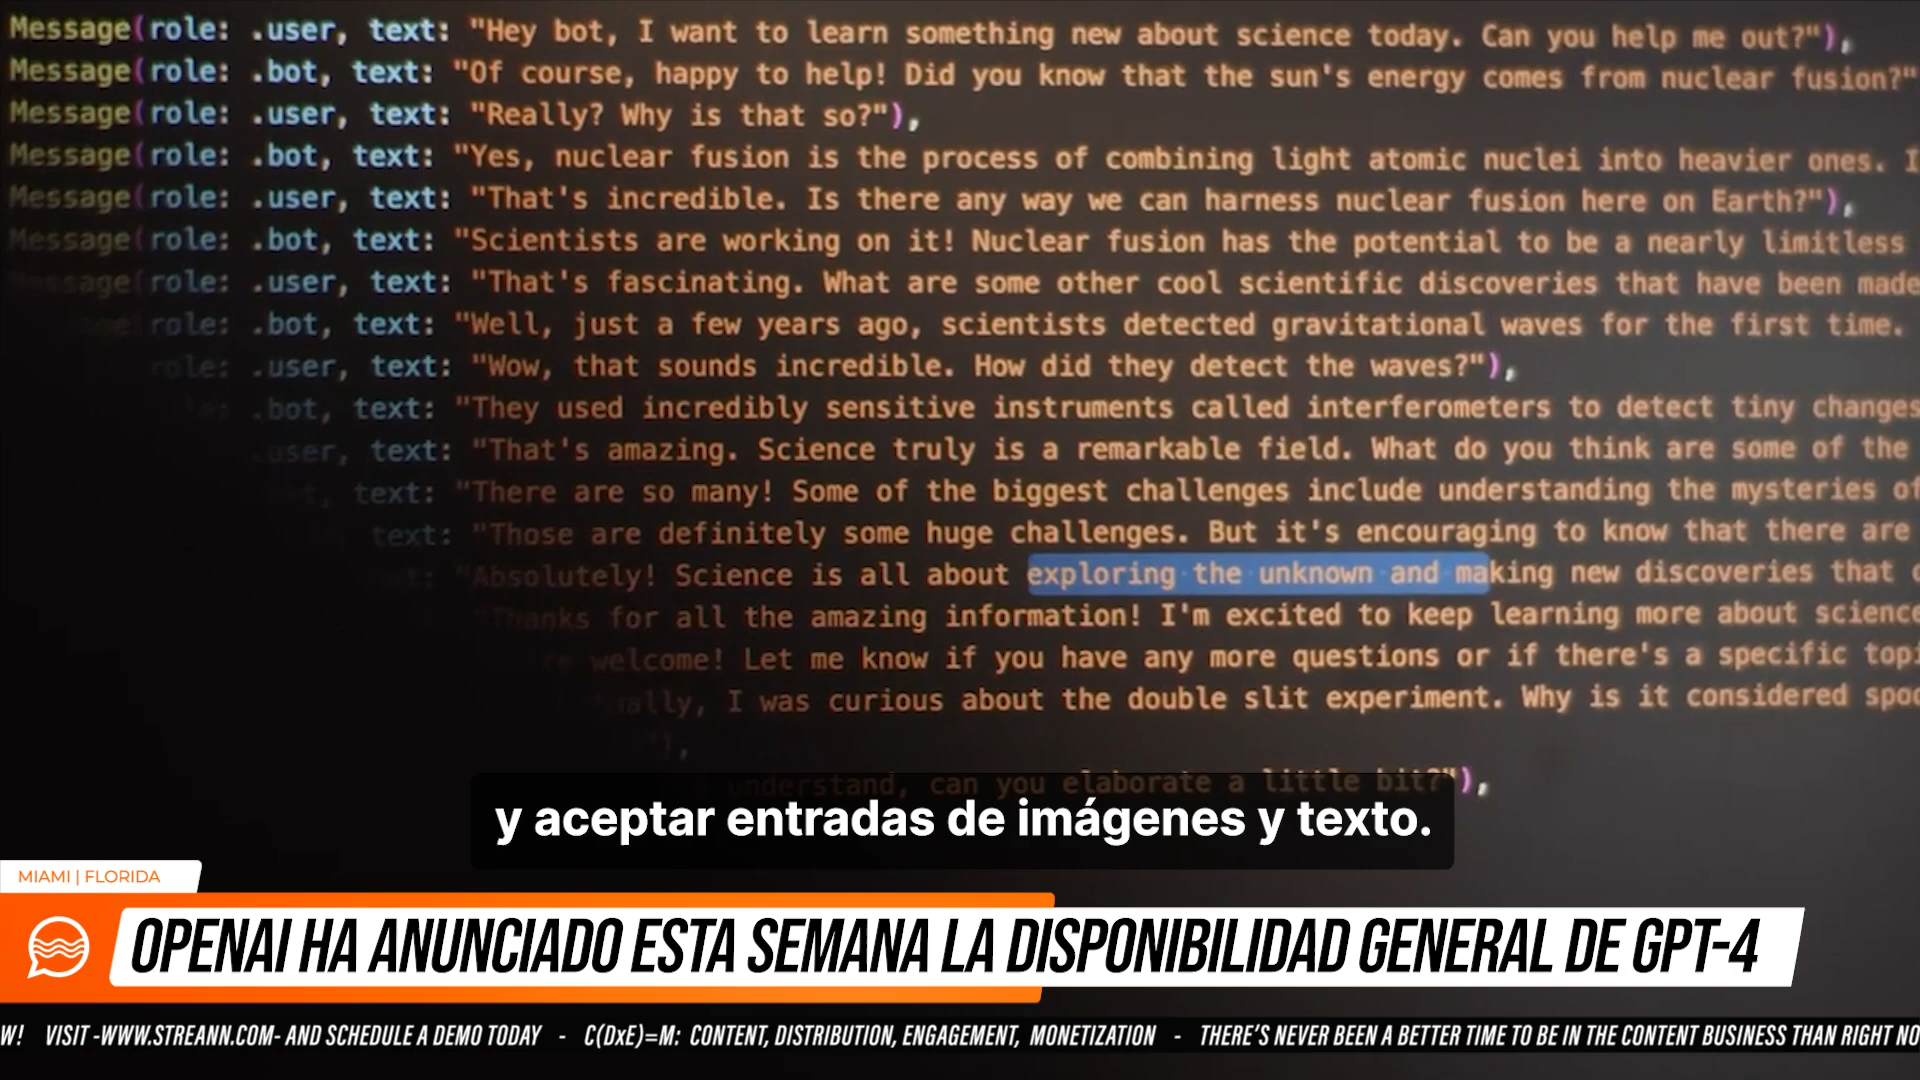 Message(role: .user, text: "Hey bot, I want to learn something new about science today. Can you help me out?"),
Message(role: .bot, text: "Of course, happy to help! Did you know that the sun's energy comes from nuclear fusion?"
Message(role: .user, text: "Really? Why is that so?"),
Message(role: .bot, text: "Yes, nuclear fusion is the process of combining light atomic nuclei into heavier ones. I
Message(role: .user, text: "That's incredible. Is there any way we can harness nuclear fusion here on Earth?"),
Message(role: .bot, text: "Scientists are working on it! Nuclear fusion has the potential to be a nearly limitless
Message(role: .user, text: "That's fascinating. What are some other cool scientific discoveries that have been made
role: .bot, text: "Well, just a few years ago, scientists detected gravitational waves for the first time.
role: .user, text: "Wow, that sounds incredible. How did they detect the waves?"),
.bot, text: "They used incredibly sensitive instruments called interferometers to detect tiny changes
user, text: "That's amazing. Science truly is a remarkable field. What do you think are some of the
text: "There are so many! Some of the biggest challenges include understanding the mysteries of
text: "Those are definitely some huge challenges. But it's encouraging to know that there are
"Absolutely! Science is all about exploring the unknown and making new discoveries that
"Thanks for all the amazing information! I'm excited to keep learning more about science
welcome! Let me know if you have any more questions or if there's a specific topi
ally, I was curious about the double slit experiment. Why is it considered spoo
"),
understand, can you elaborate a little bit?"),
y aceptar entradas de imágenes y texto.
MIAMI | FLORIDA
OPENAI HA ANUNCIADO ESTA SEMANA LA DISPONIBILIDAD GENERAL DE GPT-4
W! VISIT -WWW.STREANN.COM- AND SCHEDULE A DEMO TODAY - C(DxE)=M: CONTENT, DISTRIBUTION, ENGAGEMENT, MONETIZATION - THERE'S NEVER BEEN A BETTER TIME TO BE IN THE CONTENT BUSINESS THAN RIGHT NO